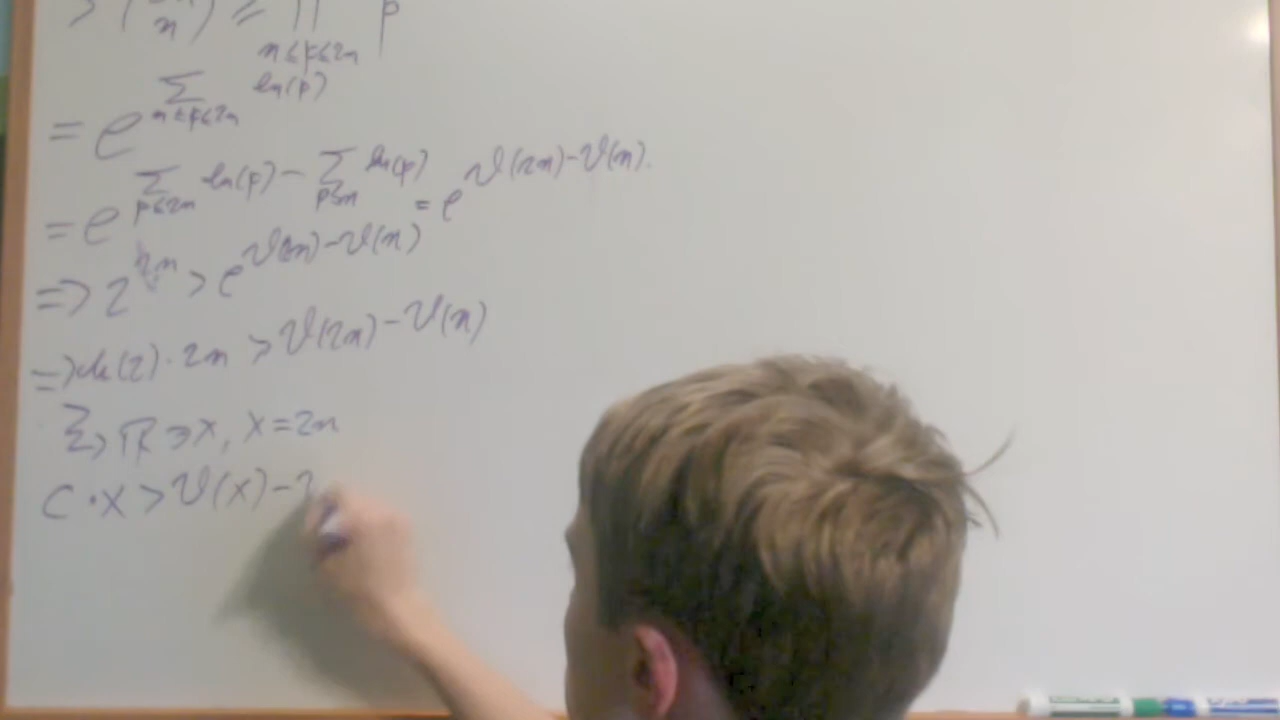 > (2n n) ≥ ∏ n≤p≤2n p
= e^{∑ n≤p≤2n ln(p)}
= e^{∑ p≤2n ln(p) - ∑ p≤n ln(p)} = e^{ϑ(2n)-ϑ(n)}.
=> 2^{2n} > e^{ϑ(2n)-ϑ(n)}
=> ln(2)·2n > ϑ(2n)-ϑ(n)
ℝ ∋ x, x=2n
C·x > ϑ(x)-